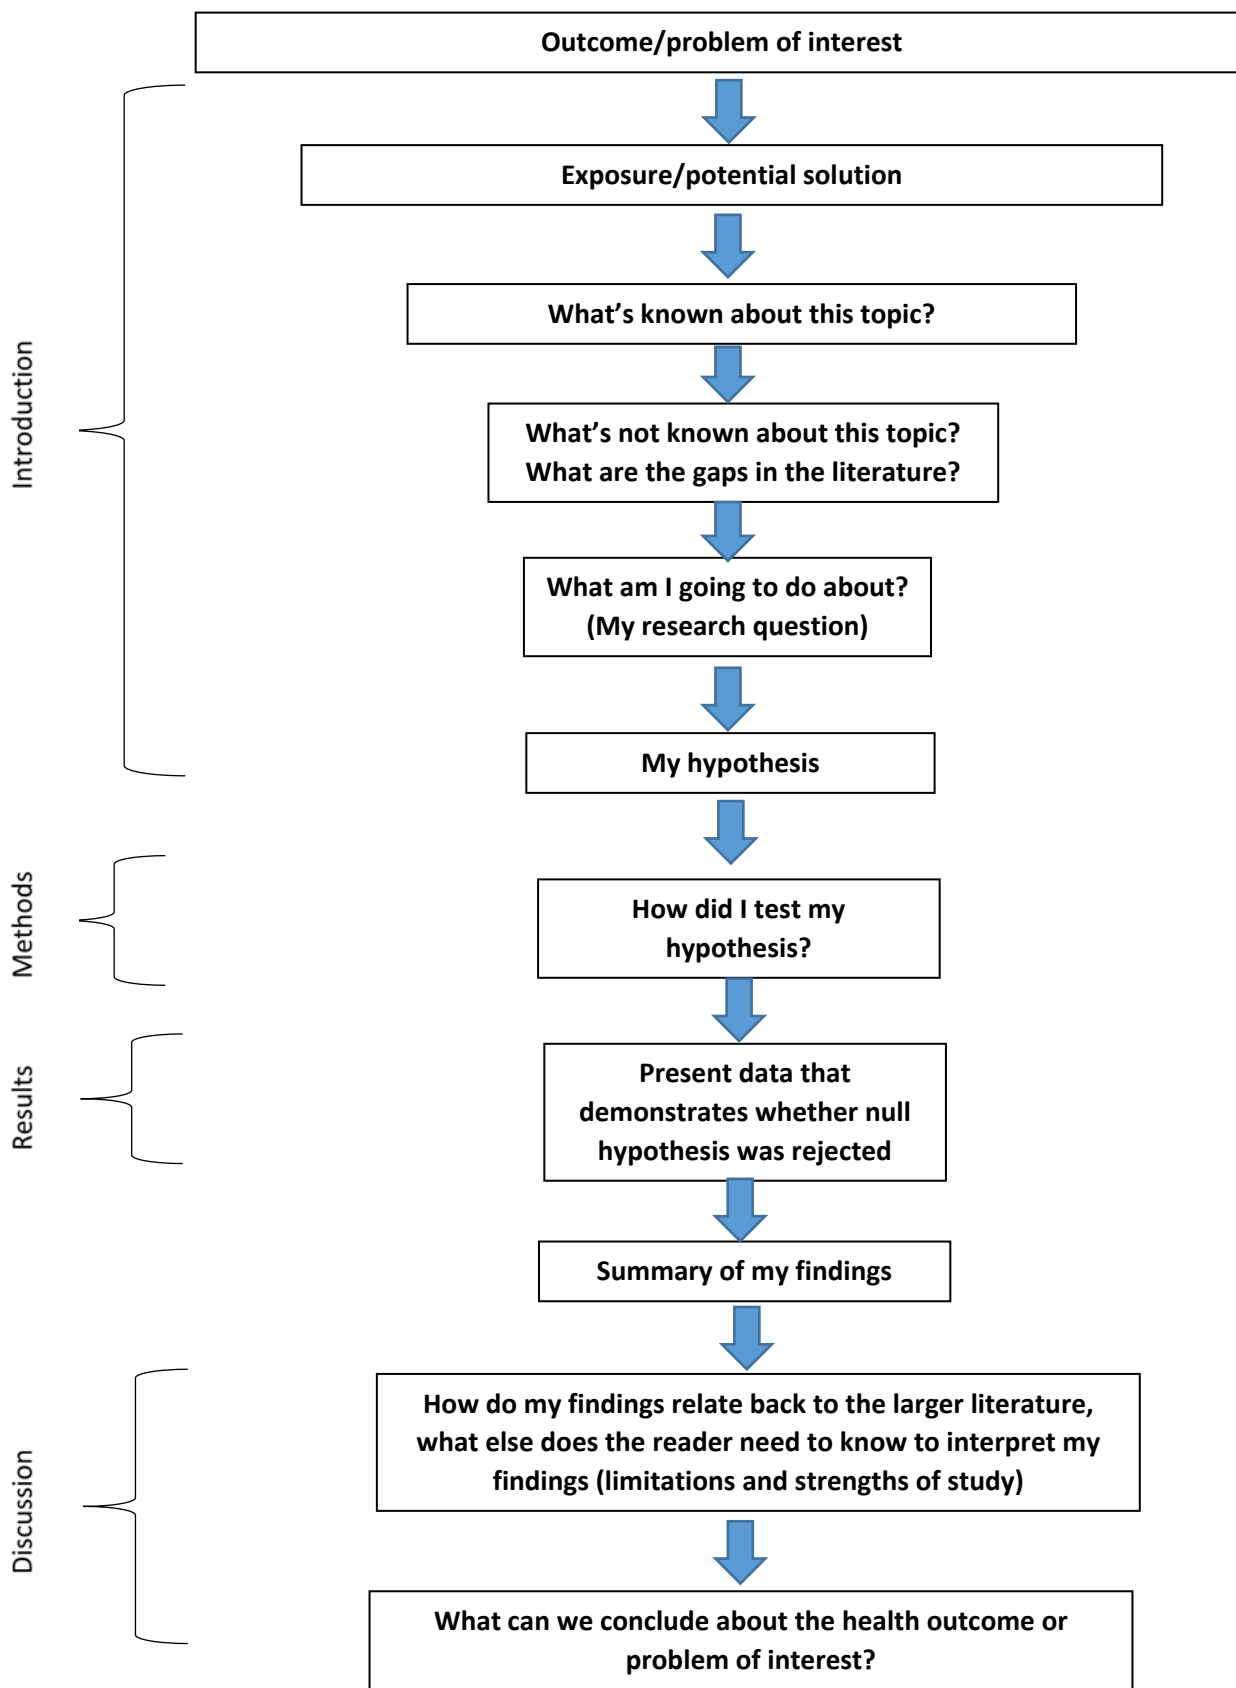 Outcome/problem of interest
Exposure/potential solution
What's known about this topic?
What's not known about this topic?
What are the gaps in the literature?
What am I going to do about?
(My research question)
My hypothesis
Introduction
How did I test my
hypothesis?
Methods
Present data that
demonstrates whether null
hypothesis was rejected
Results
Summary of my findings
How do my findings relate back to the larger literature,
what else does the reader need to know to interpret my
findings (limitations and strengths of study)
What can we conclude about the health outcome or
problem of interest?
Discussion